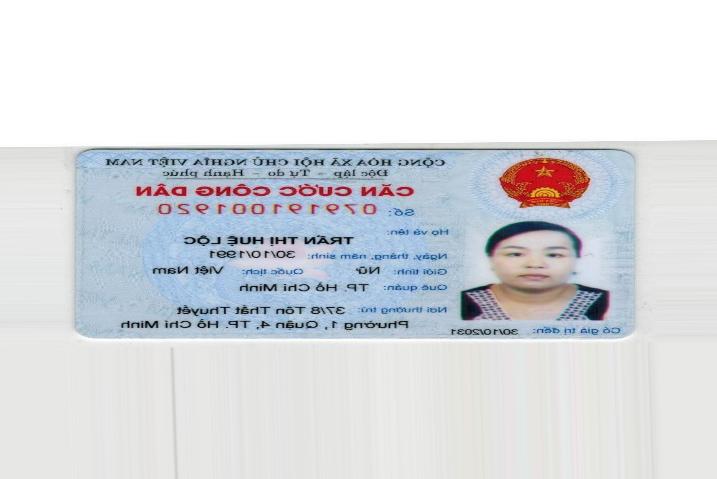 CỘNG HÒA XÃ HỘI CHỦ NGHĨA VIỆT NAM
Độc lập – Tự do – Hạnh phúc
CĂN CƯỚC CÔNG DÂN
Số: 079191001920
Họ và tên:
TRẦN THỊ HUỆ LỘC
Ngày, tháng, năm sinh: 30/10/1991
Giới tính: Nữ Quốc tịch: Việt Nam
Quê quán: TP. Hồ Chí Minh
Nơi thường trú: 37/8 Tôn Thất Thuyết
Phường 1, Quận 4, TP. Hồ Chí Minh
Có giá trị đến: 30/10/2031